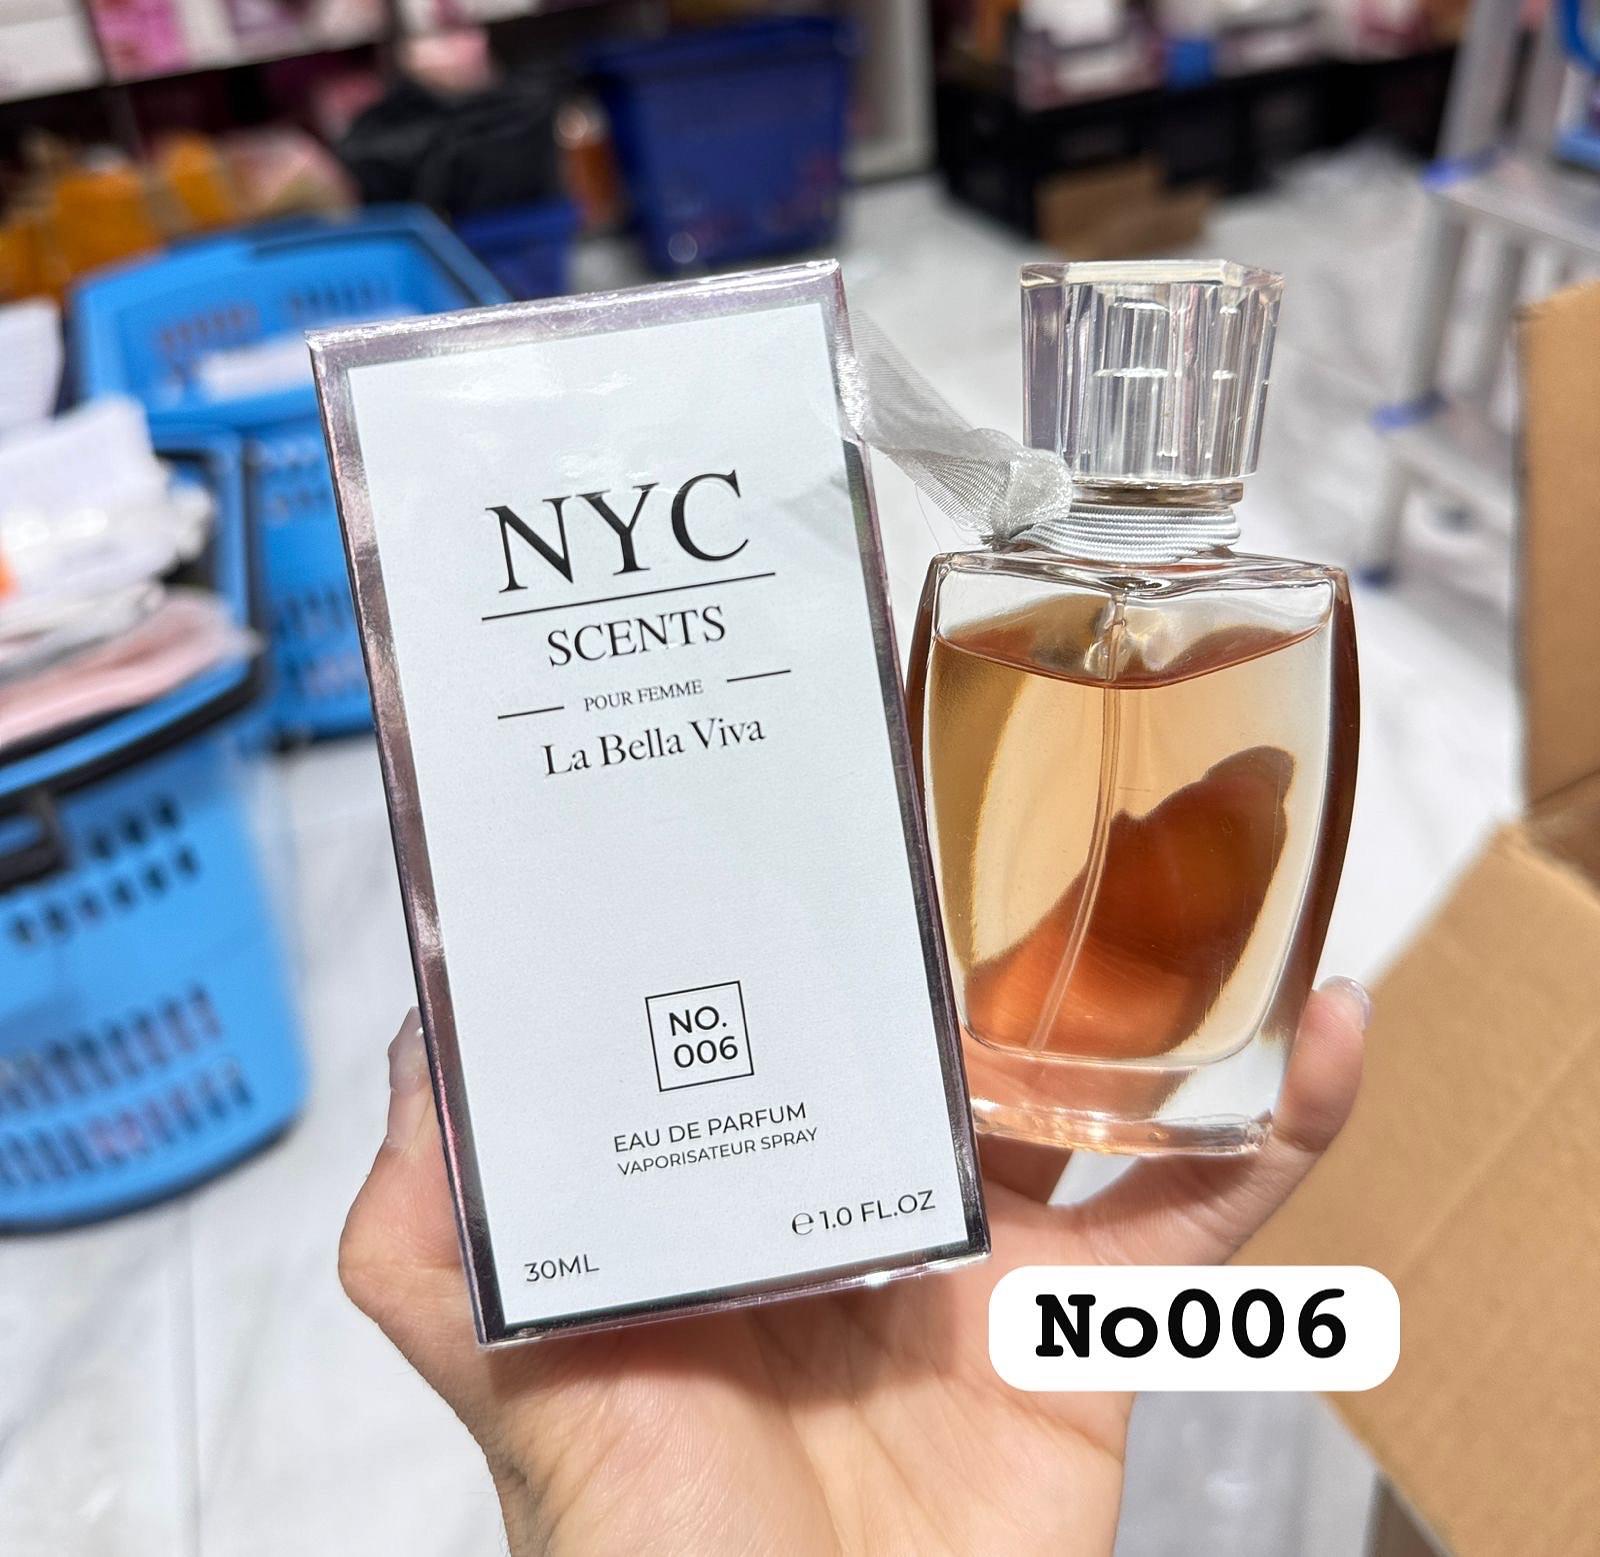 NYC
SCENTS
POUR FEMME
La Bella Viva
NO.
006
EAU DE PARFUM
VAPORISATEUR SPRAY
30ML
℮ 1.0 FL.OZ
No006